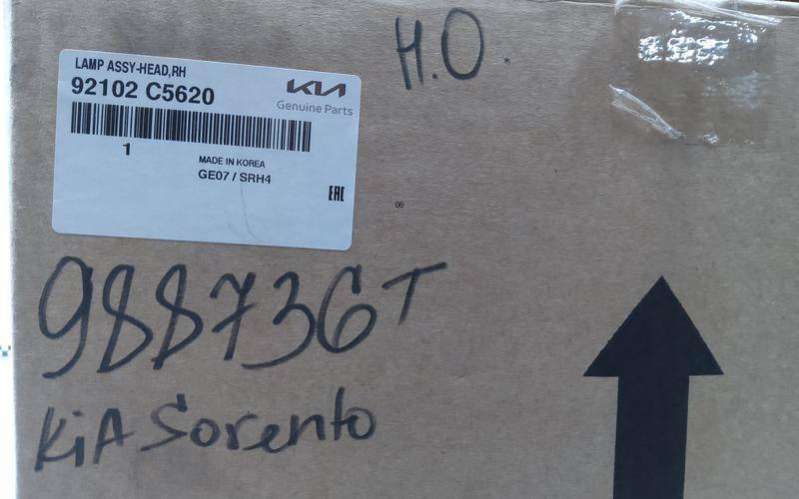 H.O.
LAMP ASSY-HEAD,RH
92102 C5620
KIA
Genuine Parts
1
MADE IN KOREA
GE07 / SRH4
EAC
988736T
KiA Sorento